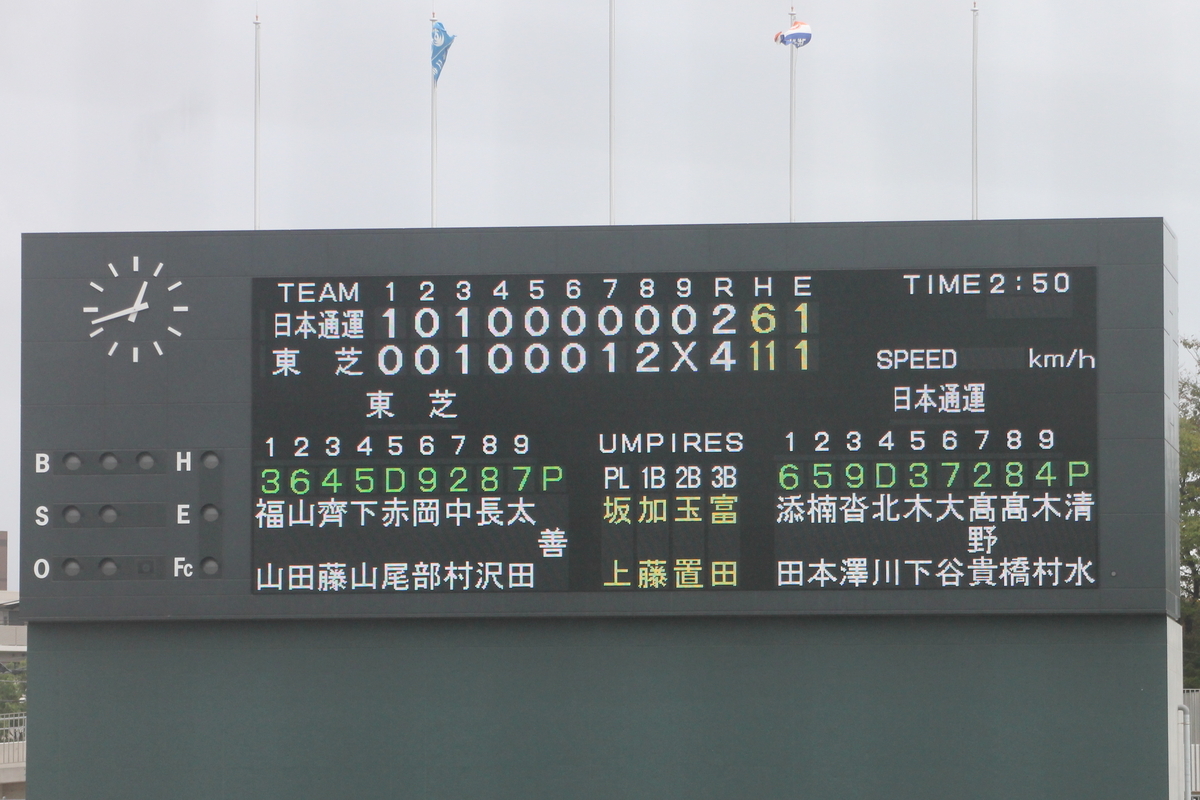 TEAM 1 2 3 4 5 6 7 8 9 R H E TIME 2:50
日本通運 1 0 1 0 0 0 0 0 0 2 6 1
東 芝 0 0 1 0 0 0 1 2 X 4 11 1 SPEED km/h
東 芝 日本通運
1 2 3 4 5 6 7 8 9 UMPIRES 1 2 3 4 5 6 7 8 9
B H 3 6 4 5 D 9 2 8 7 P PL 1B 2B 3B 6 5 9 D 3 7 2 8 4 P
S E 福山齊下赤岡中長太 坂加玉富 添楠沓北木大髙髙木清
善 野
O Fc 山田藤山尾部村沢田 上藤置田 田本澤川下谷貴橋村水